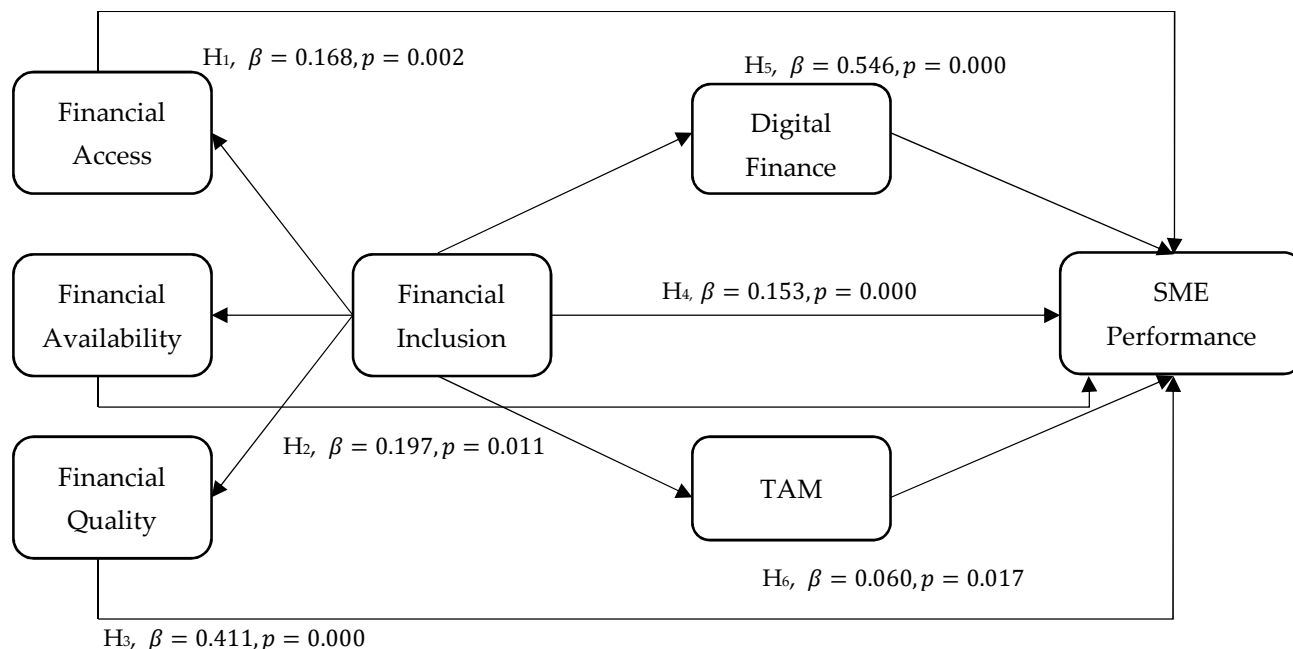 H₁, β = 0.168, p = 0.002
H₅, β = 0.546, p = 0.000
Financial
Access
Digital
Finance
Financial
Availability
Financial
Inclusion
H₄, β = 0.153, p = 0.000
SME
Performance
H₂, β = 0.197, p = 0.011
Financial
Quality
TAM
H₆, β = 0.060, p = 0.017
H₃, β = 0.411, p = 0.000